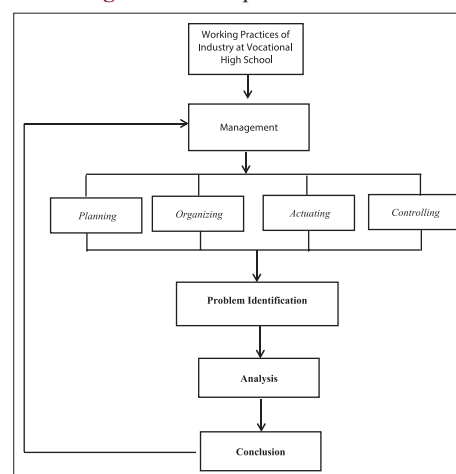 Working Practices of
Industry at Vocational
High School
Management
Planning
Organizing
Actuating
Controlling
Problem Identification
Analysis
Conclusion